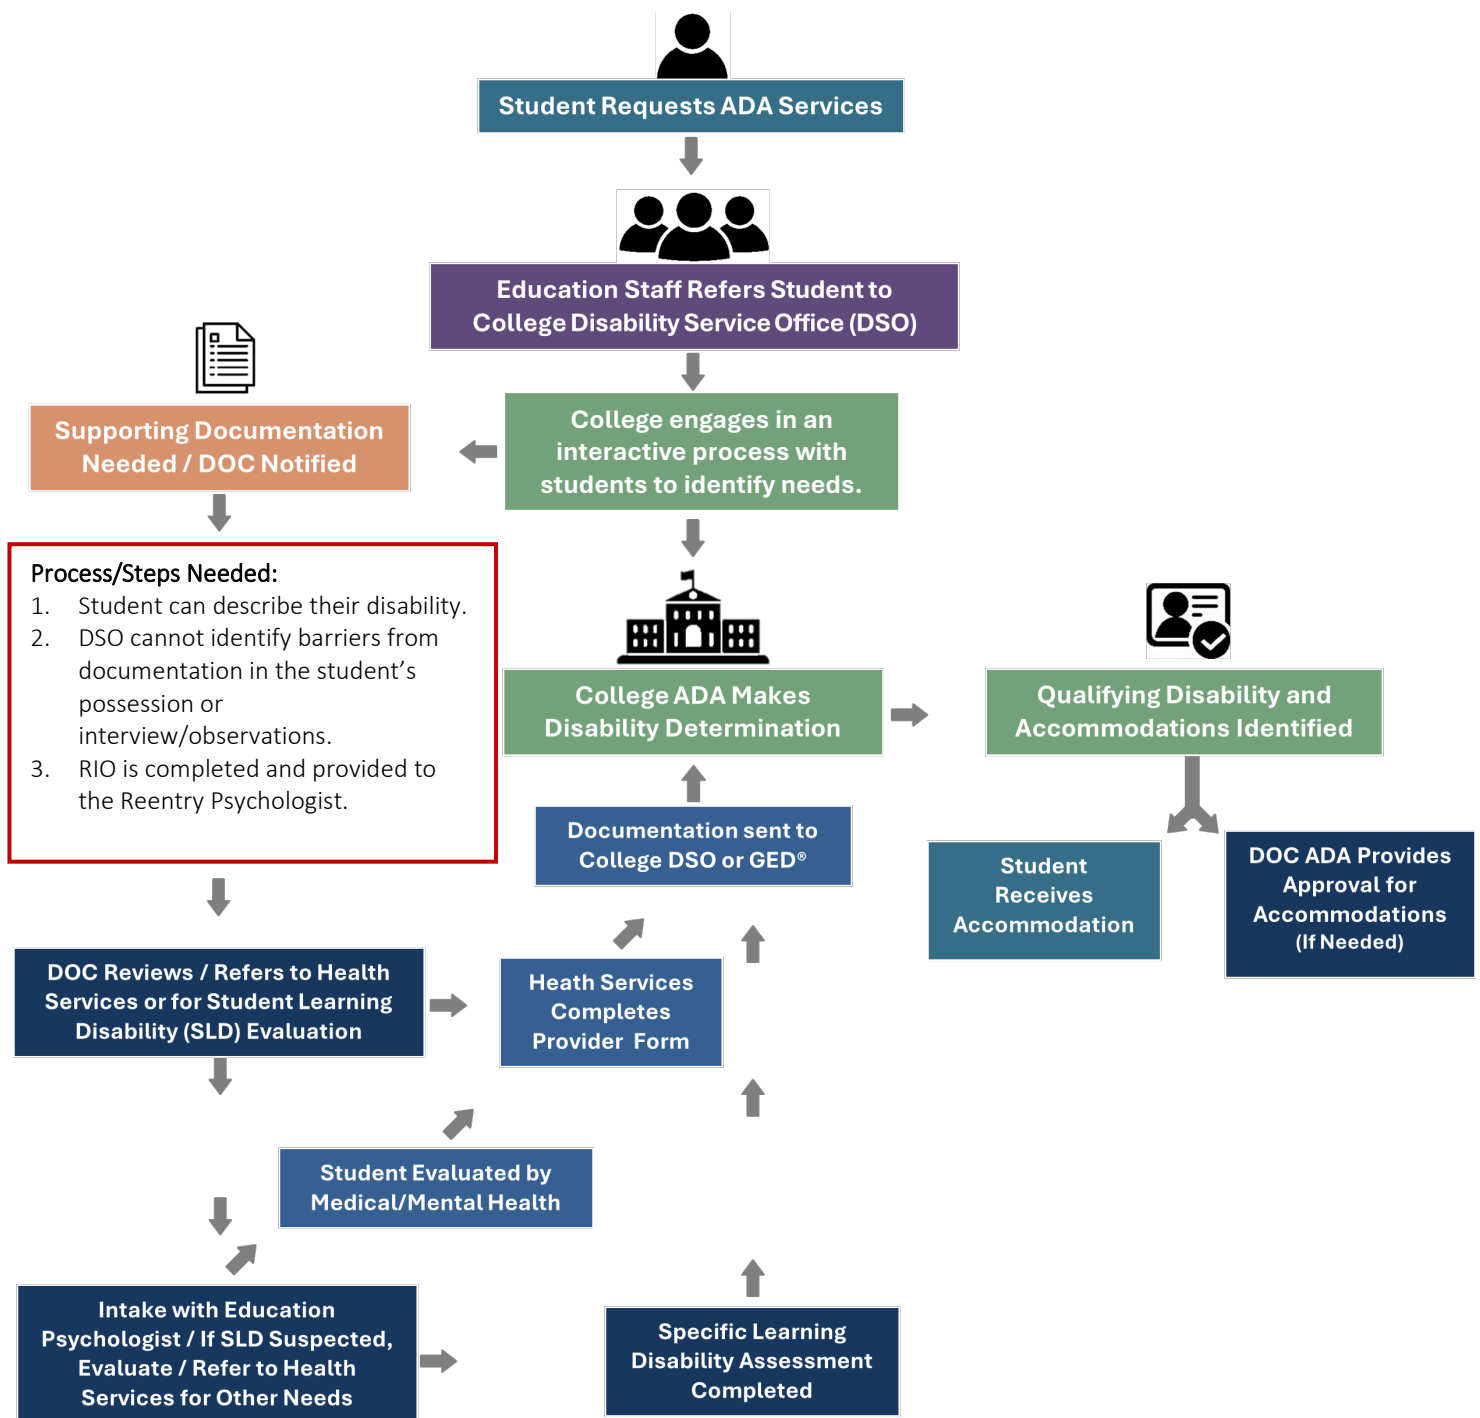 Student Requests ADA Services
Education Staff Refers Student to
College Disability Service Office (DSO)
Supporting Documentation
Needed / DOC Notified
College engages in an
interactive process with
students to identify needs.
Process/Steps Needed:
1. Student can describe their disability.
2. DSO cannot identify barriers from
documentation in the student’s
possession or
interview/observations.
3. RIO is completed and provided to
the Reentry Psychologist.
College ADA Makes
Disability Determination
Qualifying Disability and
Accommodations Identified
Documentation sent to
College DSO or GED®
Student
Receives
Accommodation
DOC ADA Provides
Approval for
Accommodations
(If Needed)
DOC Reviews / Refers to Health
Services or for Student Learning
Disability (SLD) Evaluation
Heath Services
Completes
Provider Form
Student Evaluated by
Medical/Mental Health
Intake with Education
Psychologist / If SLD Suspected,
Evaluate / Refer to Health
Services for Other Needs
Specific Learning
Disability Assessment
Completed